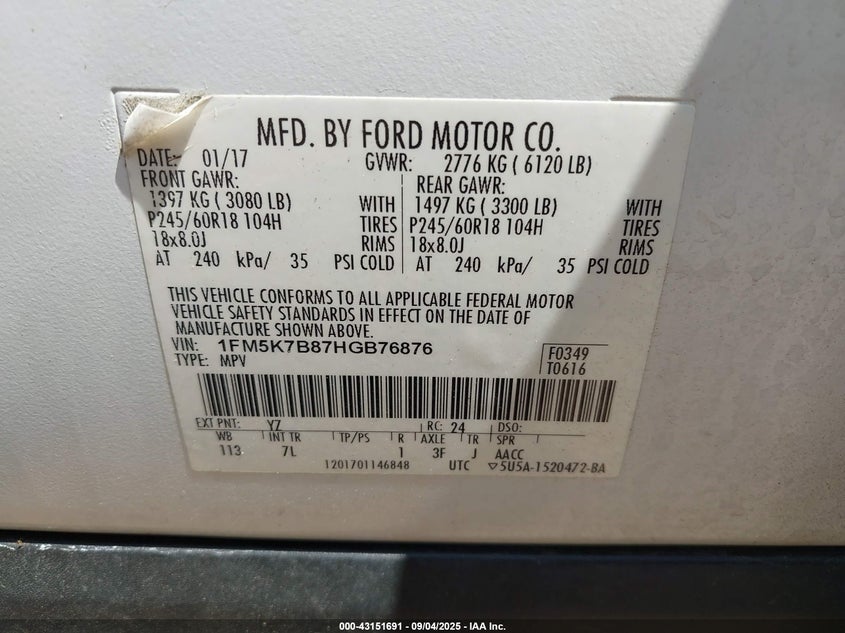 MFD. BY FORD MOTOR CO.
DATE: 01/17 GVWR: 2776 KG ( 6120 LB)
FRONT GAWR: REAR GAWR:
1397 KG ( 3080 LB) WITH 1497 KG ( 3300 LB) WITH
P245/60R18 104H TIRES P245/60R18 104H TIRES
18x8.0J RIMS 18x8.0J RIMS
AT 240 kPa/ 35 PSI COLD AT 240 kPa/ 35 PSI COLD
THIS VEHICLE CONFORMS TO ALL APPLICABLE FEDERAL MOTOR
VEHICLE SAFETY STANDARDS IN EFFECT ON THE DATE OF
MANUFACTURE SHOWN ABOVE.
VIN: 1FM5K7B87HGB76876 F0349
TYPE: MPV T0616
EXT PNT: YZ RC: 24 DSO:
WB INT TR TP/PS R AXLE TR SPR
113 7L 1 3F J AACC
1201701146848 UTC ▽5U5A-1520472-BA
000-43151691 - 09/04/2025 - IAA Inc.